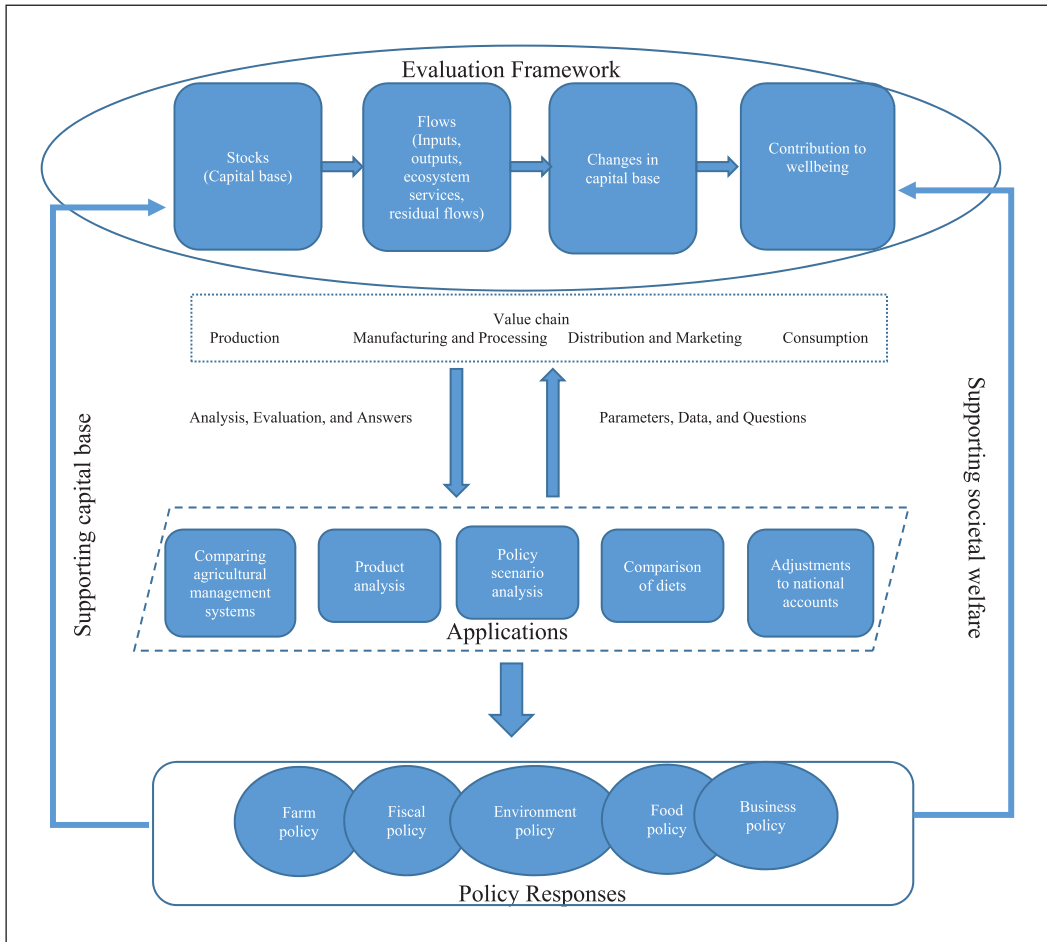 Evaluation Framework
Stocks
(Capital base)
Flows
(Inputs,
outputs,
ecosystem
services,
residual flows)
Changes in
capital base
Contribution to
wellbeing
Value chain
Production
Manufacturing and Processing
Distribution and Marketing
Consumption
Analysis, Evaluation, and Answers
Parameters, Data, and Questions
Supporting capital base
Supporting societal welfare
Comparing
agricultural
management
systems
Product
analysis
Policy
scenario
analysis
Comparison
of diets
Adjustments
to national
accounts
Applications
Farm
policy
Fiscal
policy
Environment
policy
Food
policy
Business
policy
Policy Responses